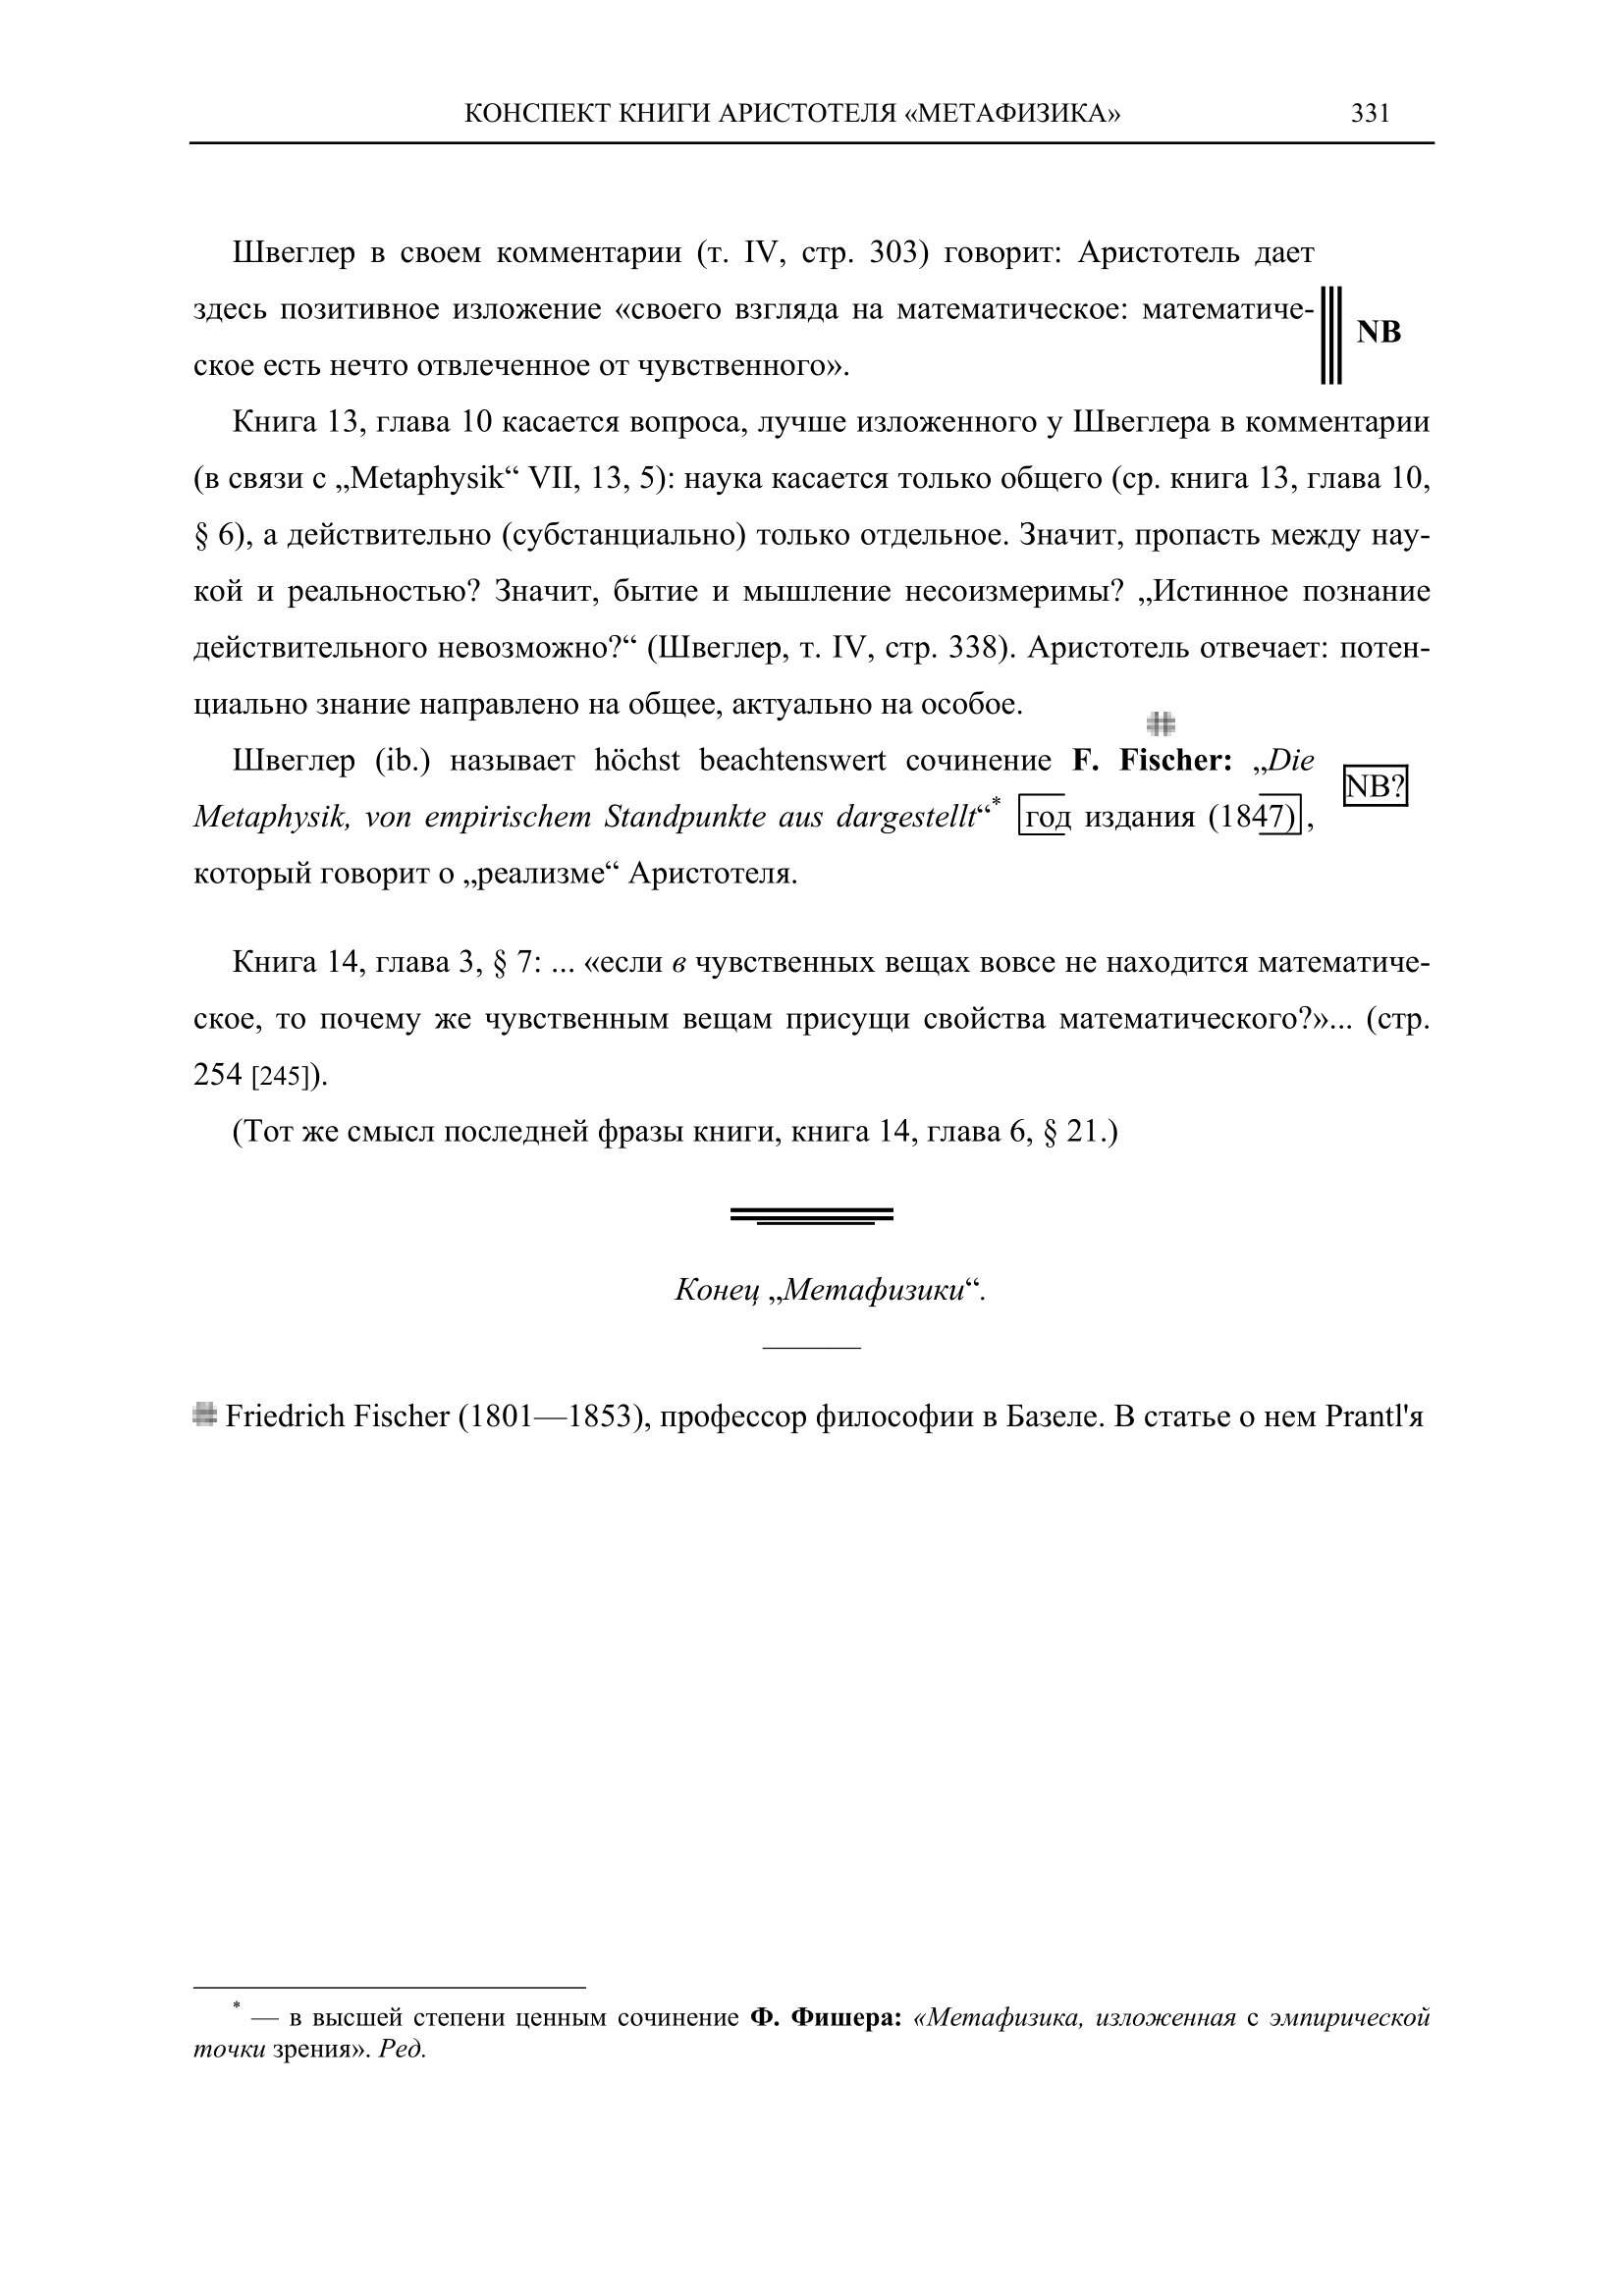 КОНСПЕКТ КНИГИ АРИСТОТЕЛЯ «МЕТАФИЗИКА» 331
Швеглер в своем комментарии (т. IV, стр. 303) говорит: Аристотель дает
здесь позитивное изложение «своего взгляда на математическое: математиче-
NB
ское есть нечто отвлеченное от чувственного».
Книга 13, глава 10 касается вопроса, лучше изложенного у Швеглера в комментарии
(в связи с „Metaphysik“ VII, 13, 5): наука касается только общего (ср. книга 13, глава 10,
§ 6), а действительно (субстанциально) только отдельное. Значит, пропасть между нау-
кой и реальностью? Значит, бытие и мышление несоизмеримы? „Истинное познание
действительного невозможно?“ (Швеглер, т. IV, стр. 338). Аристотель отвечает: потен-
циально знание направлено на общее, актуально на особое.
Швеглер (ib.) называет höchst beachtenswert сочинение F. Fischer: „Die
NB?
Metaphysik, von empirischem Standpunkte aus dargestellt“* год издания (1847),
который говорит о „реализме“ Аристотеля.
Книга 14, глава 3, § 7: ... «если в чувственных вещах вовсе не находится математиче-
ское, то почему же чувственным вещам присущи свойства математического?»... (стр.
254 [245]).
(Тот же смысл последней фразы книги, книга 14, глава 6, § 21.)
Конец „Метафизики“.
Friedrich Fischer (1801—1853), профессор философии в Базеле. В статье о нем Prantl'я
* — в высшей степени ценным сочинение Ф. Фишера: «Метафизика, изложенная с эмпирической
точки зрения». Ред.